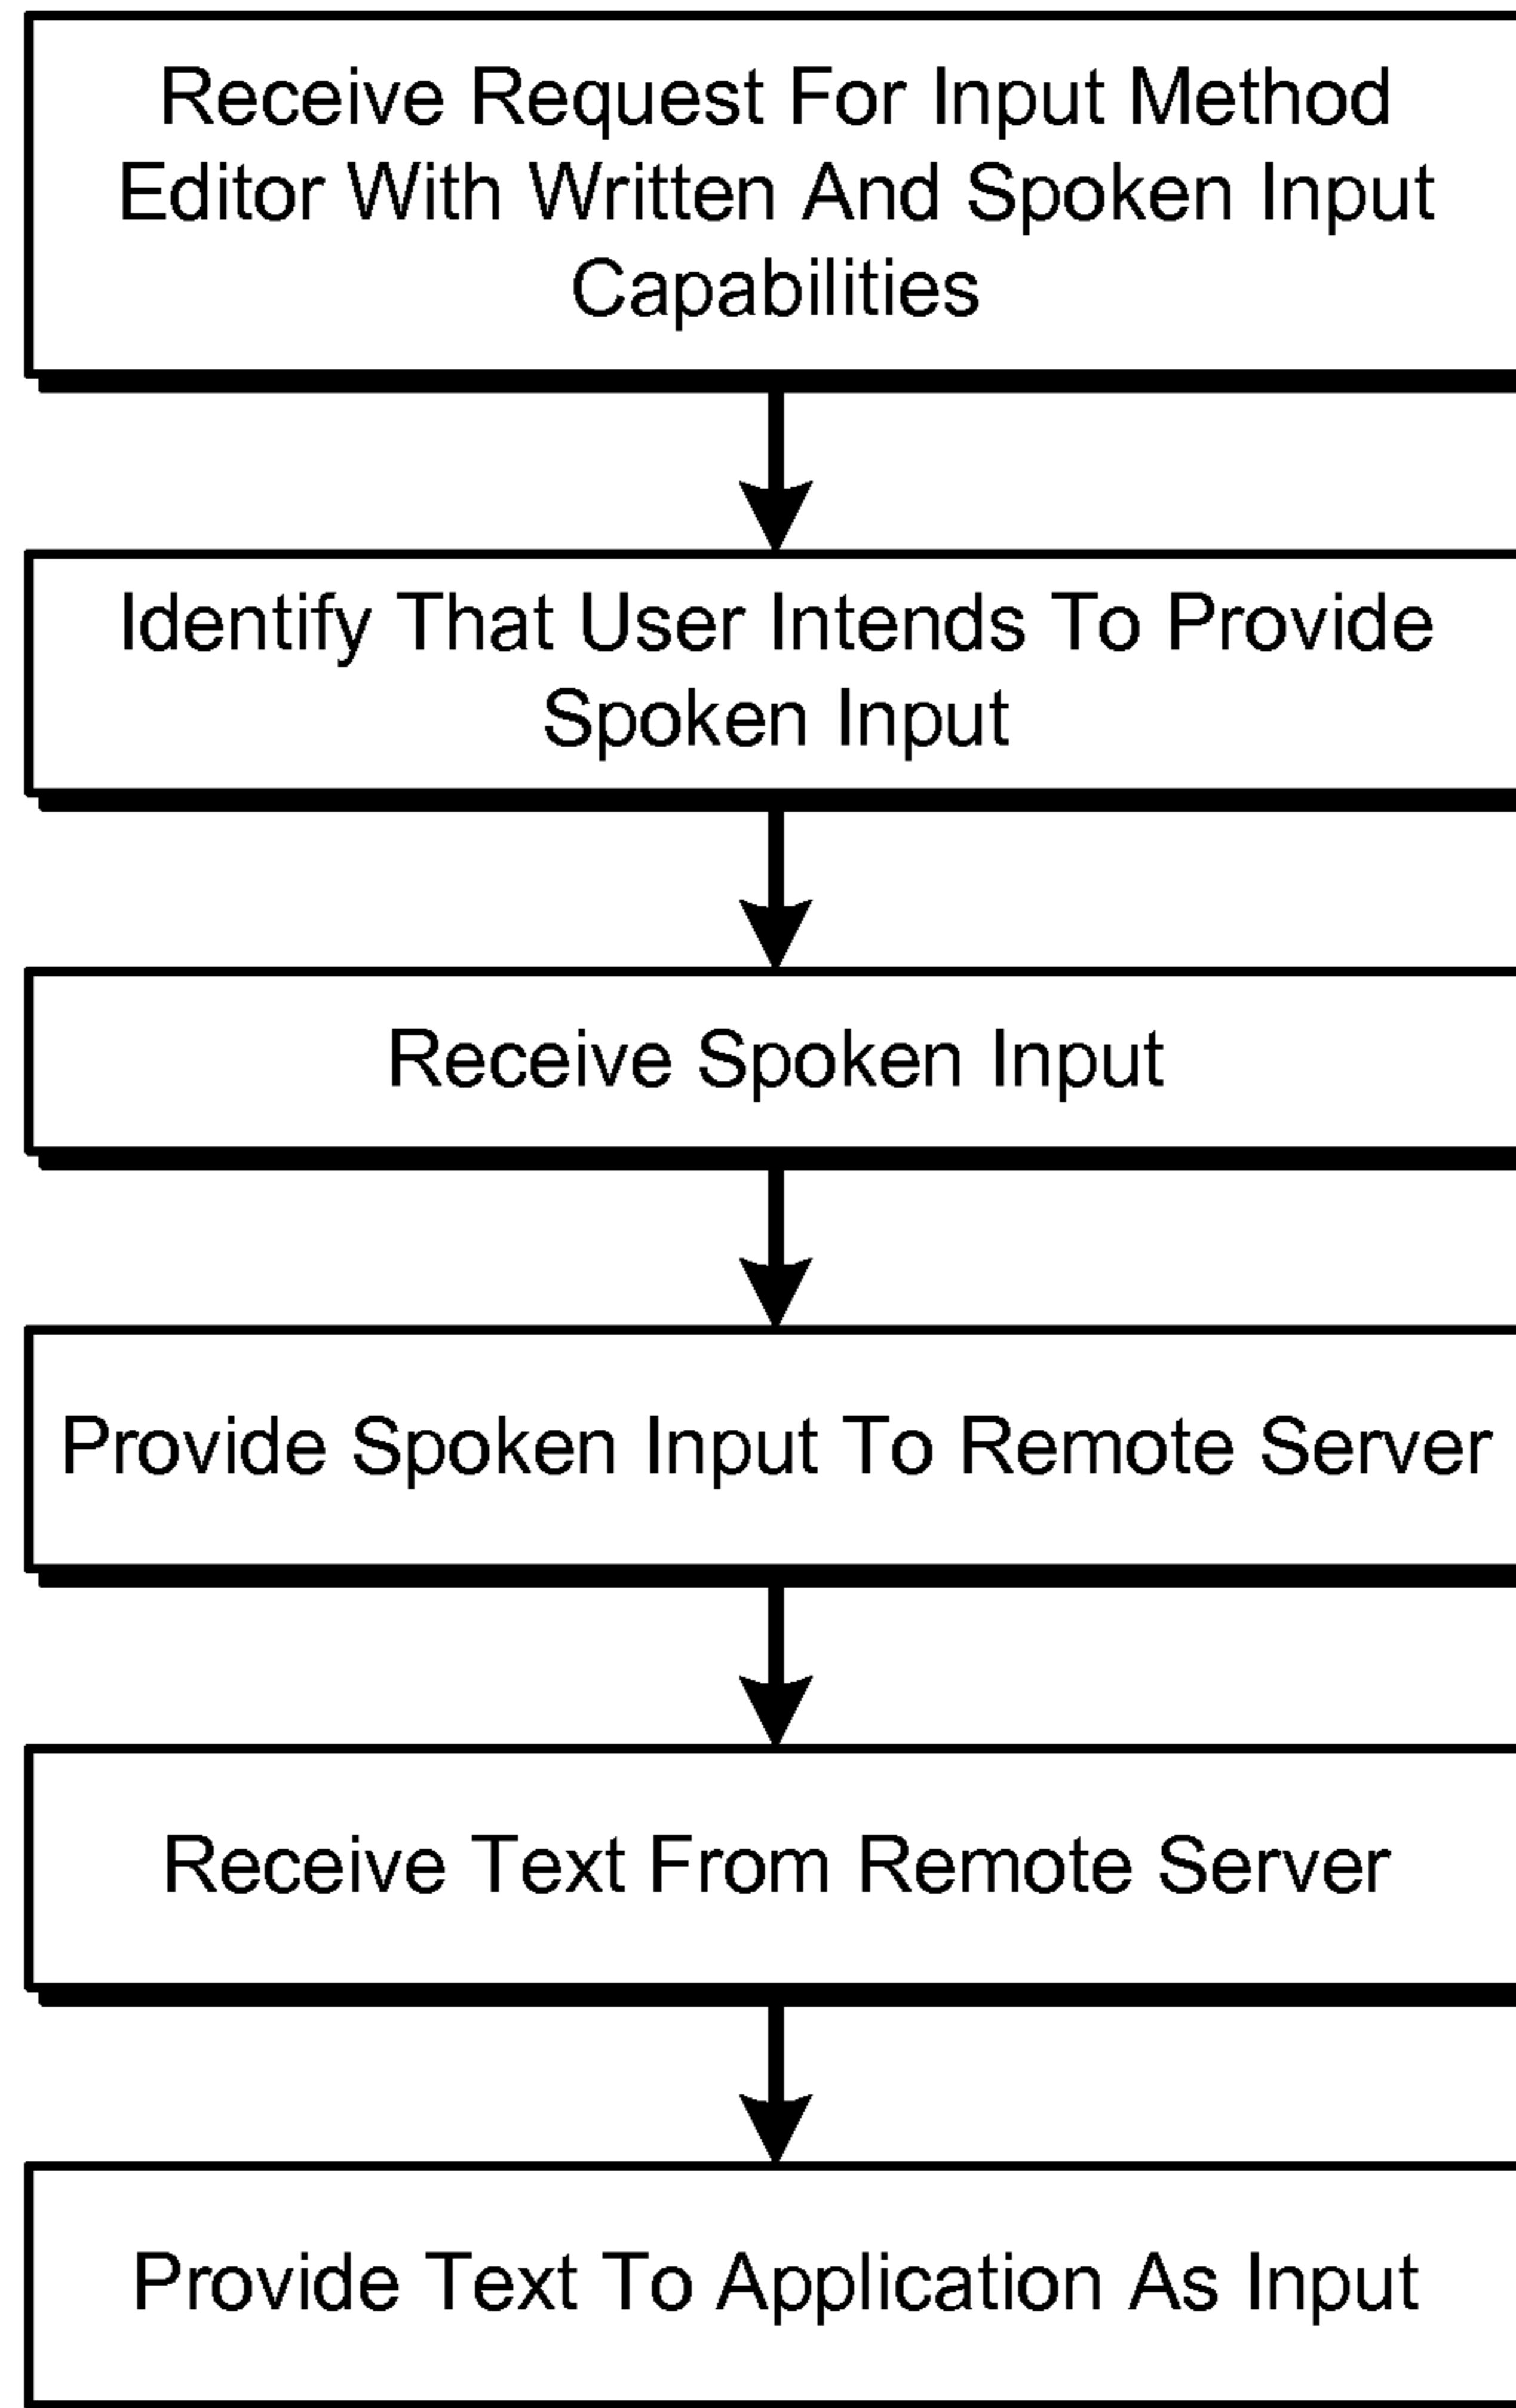 Receive Request For Input Method
Editor With Written And Spoken Input
Capabilities
Identify That User Intends To Provide
Spoken Input
Receive Spoken Input
Provide Spoken Input To Remote Server
Receive Text From Remote Server
Provide Text To Application As Input